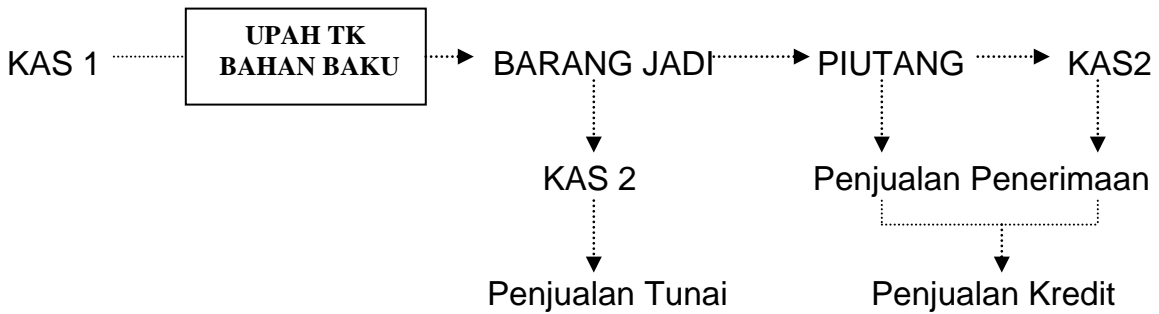 UPAH TK
BAHAN BAKU
KAS 1 BARANG JADI PIUTANG KAS2
KAS 2 Penjualan Penerimaan
Penjualan Tunai Penjualan Kredit